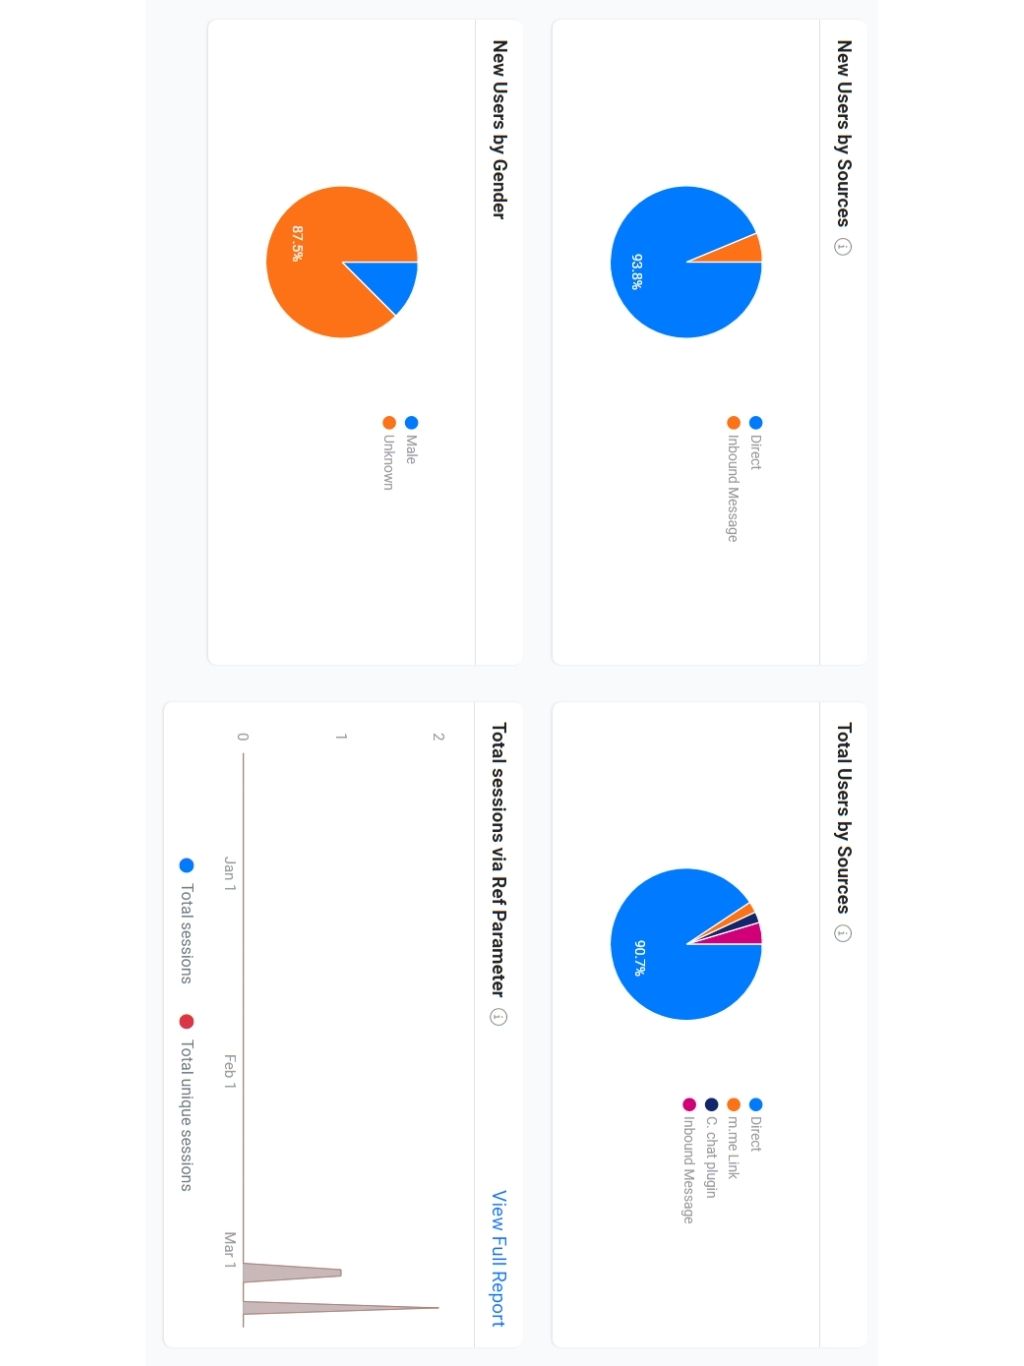 New Users by Sources
Direct
Inbound Message
93.8%
Total Users by Sources
Direct
m.me Link
C. chat plugin
Inbound Message
90.7%
New Users by Gender
Male
Unknown
87.5%
Total sessions via Ref Parameter
View Full Report
2
1
0
Jan 1
Feb 1
Mar 1
Total sessions
Total unique sessions